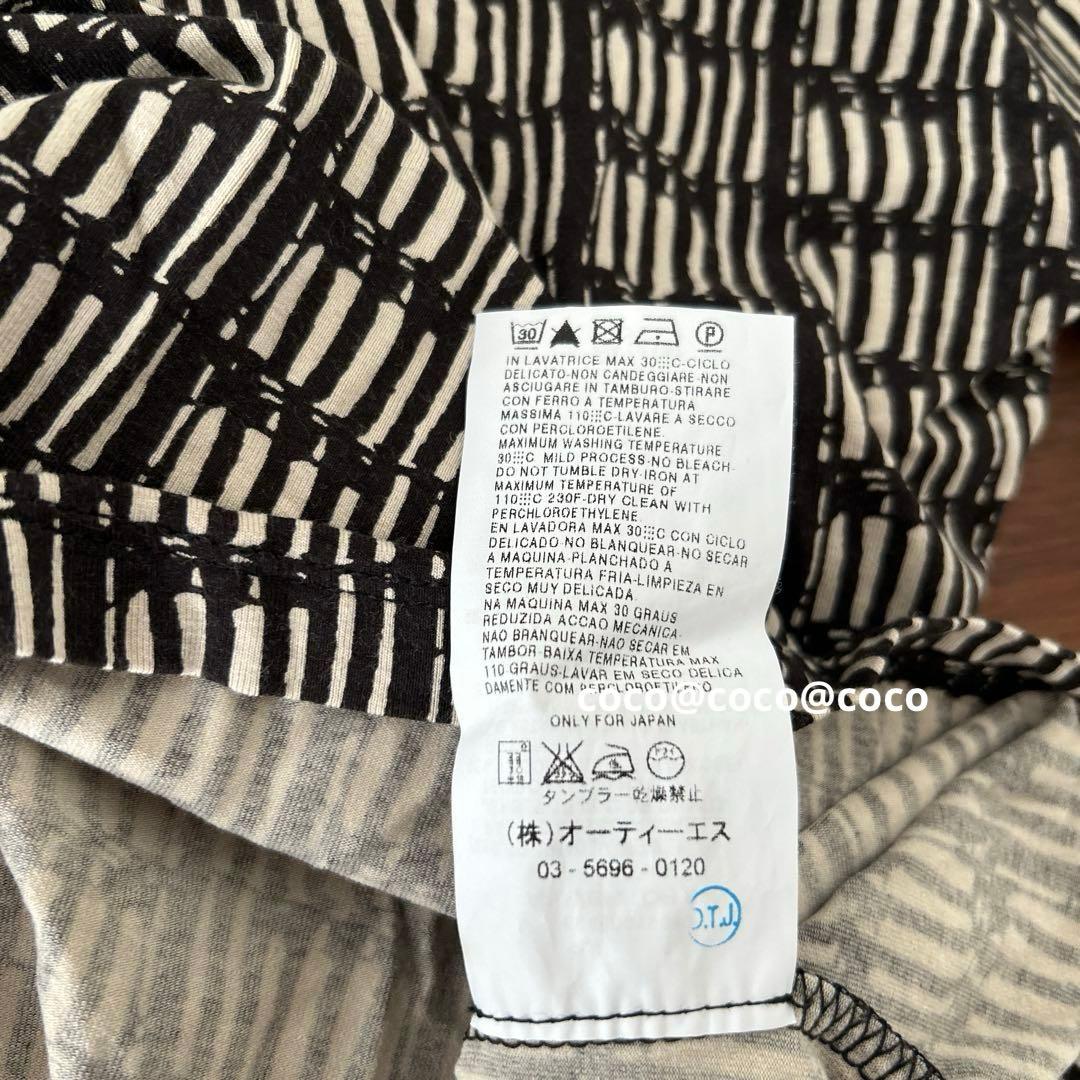 30 P
IN LAVATRICE MAX 30⁝⁝⁝C-CICLO
DELICATO-NON CANDEGGIARE-NON
ASCIUGARE IN TAMBURO-STIRARE
CON FERRO A TEMPERATURA
MASSIMA 110⁝⁝⁝C-LAVARE A SECCO
CON PERCLOROETILENE.
MAXIMUM WASHING TEMPERATURE
30⁝⁝⁝C MILD PROCESS-NO BLEACH-
DO NOT TUMBLE DRY-IRON AT
MAXIMUM TEMPERATURE OF
110⁝⁝⁝C 230F-DRY CLEAN WITH
PERCHLOROETHYLENE.
EN LAVADORA MAX 30⁝⁝⁝C CON CICLO
DELICADO-NO BLANQUEAR-NO SECAR
A MAQUINA-PLANCHADO A
TEMPERATURA FRIA-LIMPIEZA EN
SECO MUY DELICADA.
NA MAQUINA MAX 30 GRAUS
REDUZIDA ACCAO MECANICA-
NAO BRANQUEAR-NAO SECAR EM
TAMBOR-BAIXA TEMPERATURA MAX
110 GRAUS-LAVAR EM SECO DELICA
DAMENTE COM PERCLOROETILENO
coco@coco@coco
ONLY FOR JAPAN
タンブラー乾燥禁止
(株)オーティーエス
03-5696-0120
J.T.C